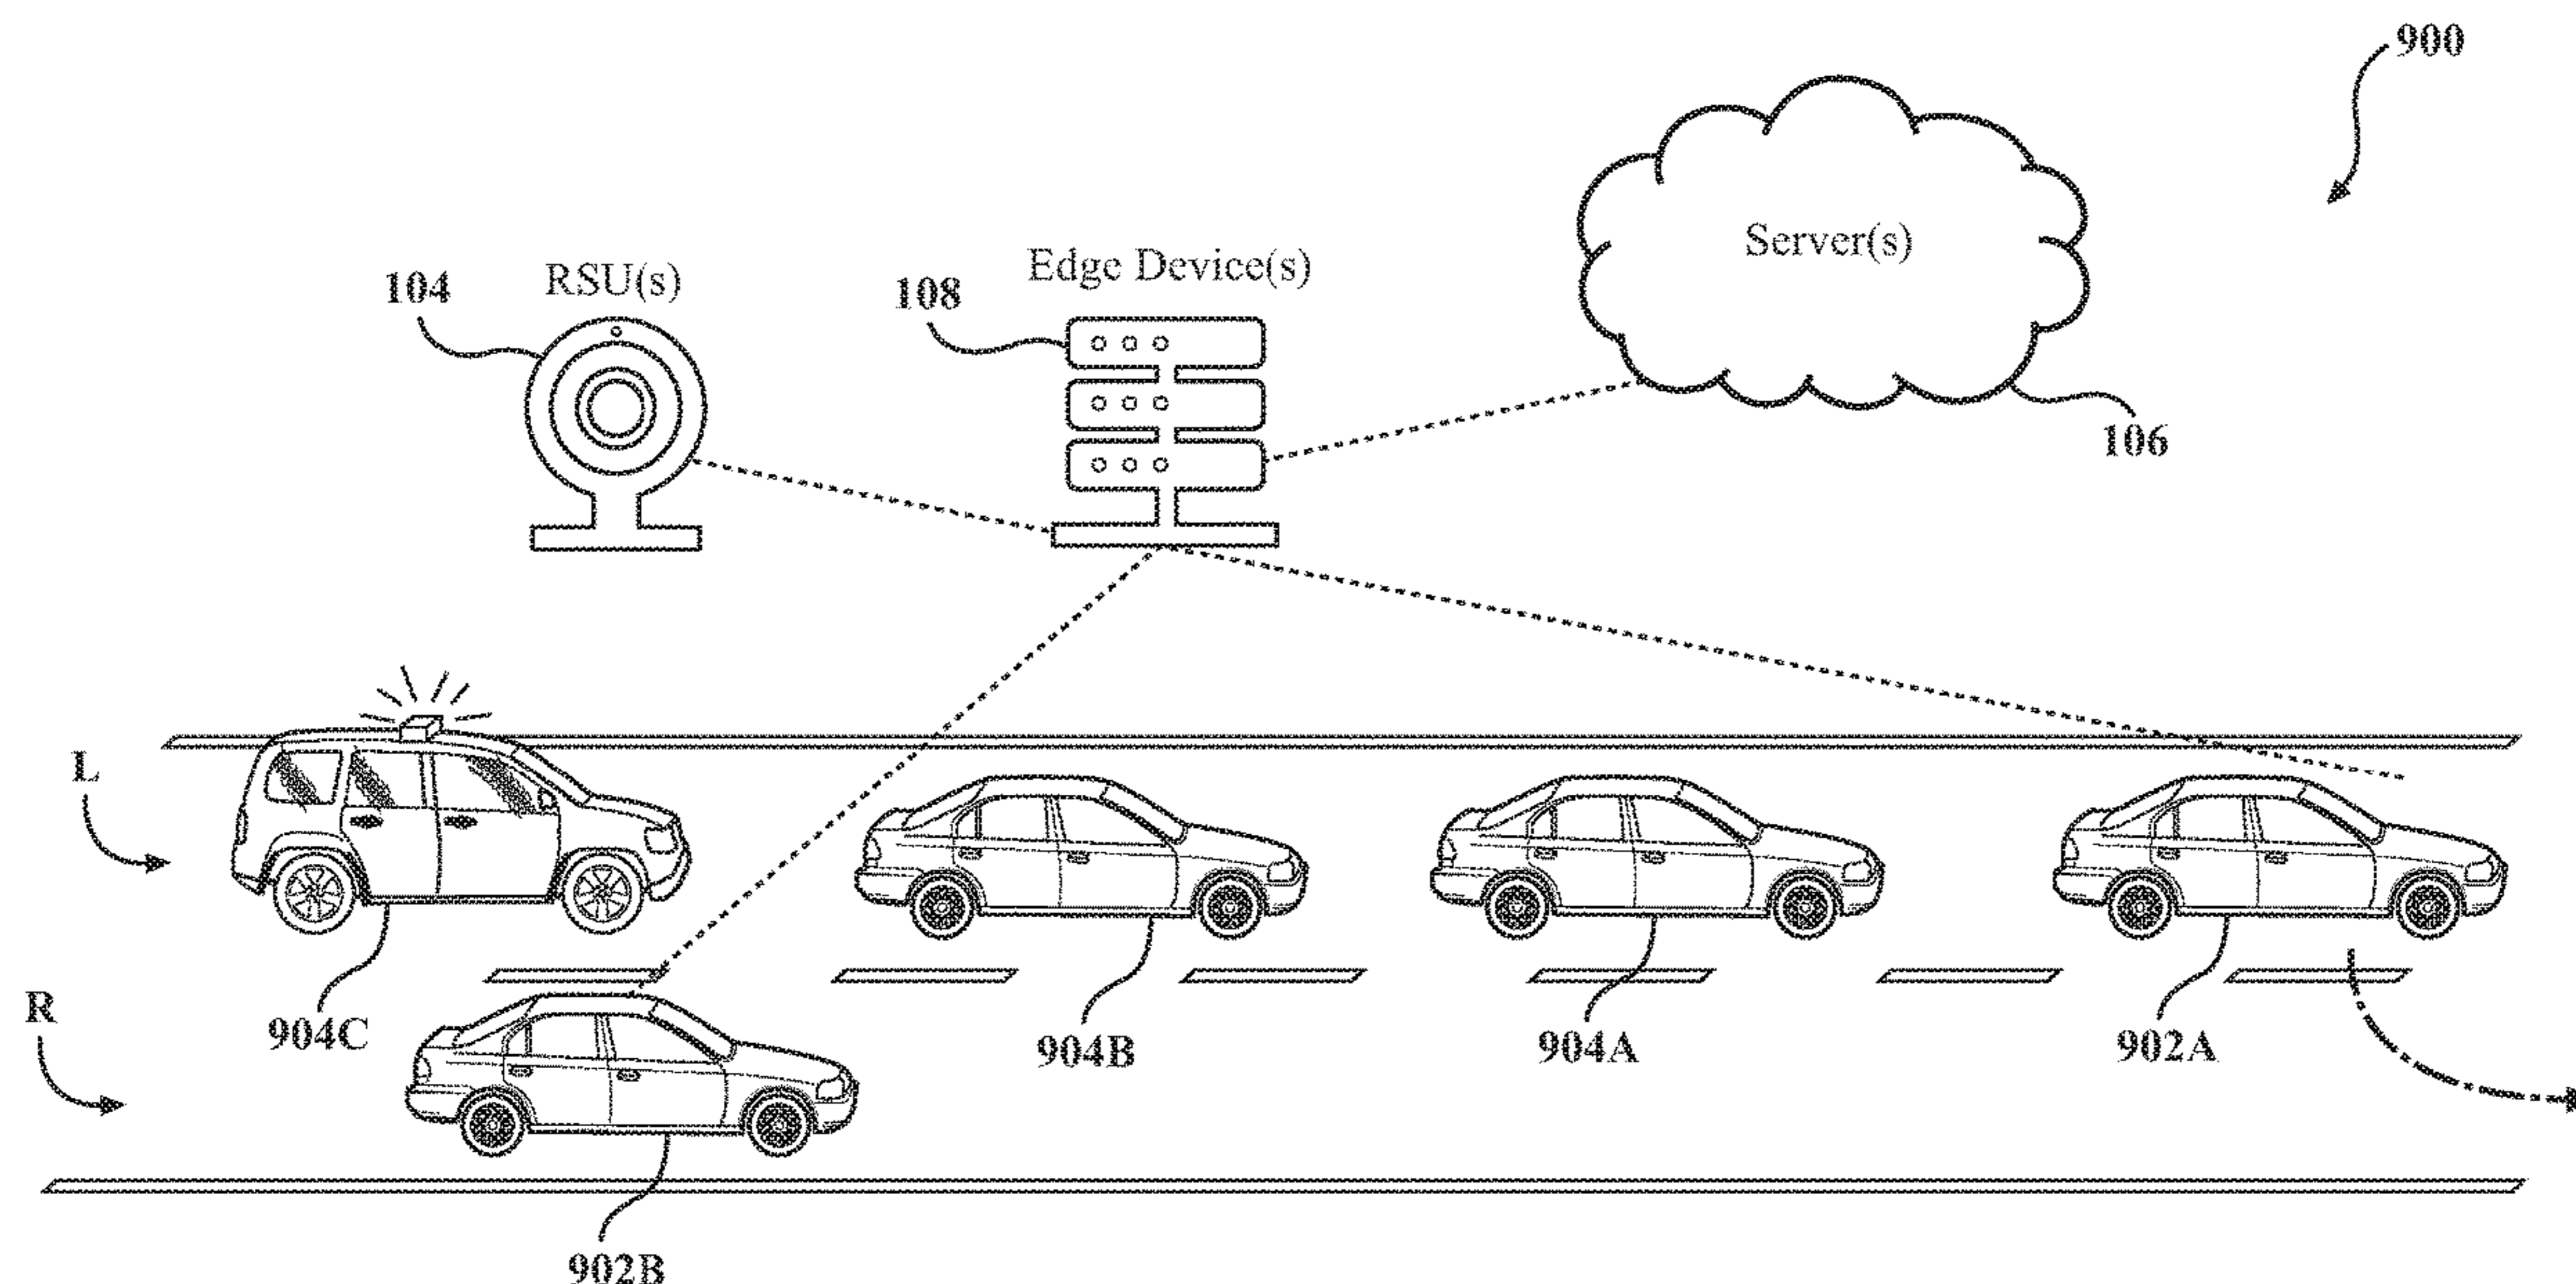 900
Server(s)
Edge Device(s)
RSU(s)
104
108
106
L
R
904C
904B
904A
902A
902B